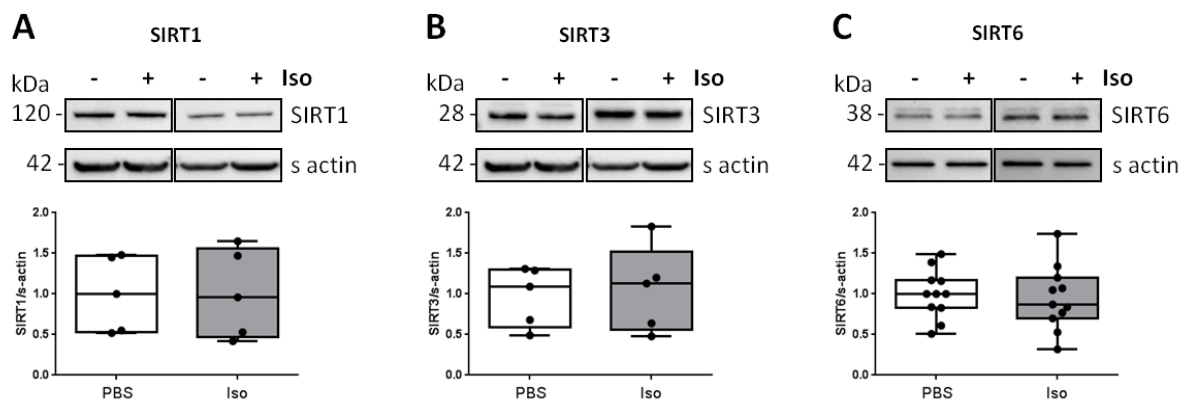 A SIRT1
kDa - + - + Iso
120 - SIRT1
42 - s actin
2.0
1.5
1.0
0.5
0.0
SIRT1/s-actin
PBS Iso
B SIRT3
kDa - + - + Iso
28 - SIRT3
42 - s actin
2.0
1.5
1.0
0.5
0.0
SIRT3/s-actin
PBS Iso
C SIRT6
kDa - + - + Iso
38 - SIRT6
42 - s actin
2.0
1.5
1.0
0.5
0.0
SIRT6/s-actin
PBS Iso